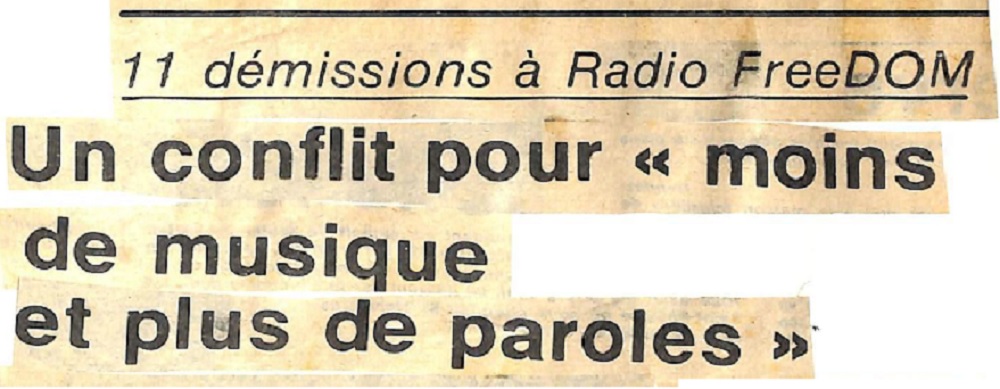 11 démissions à Radio FreeDOM
Un conflit pour « moins
de musique
et plus de paroles »